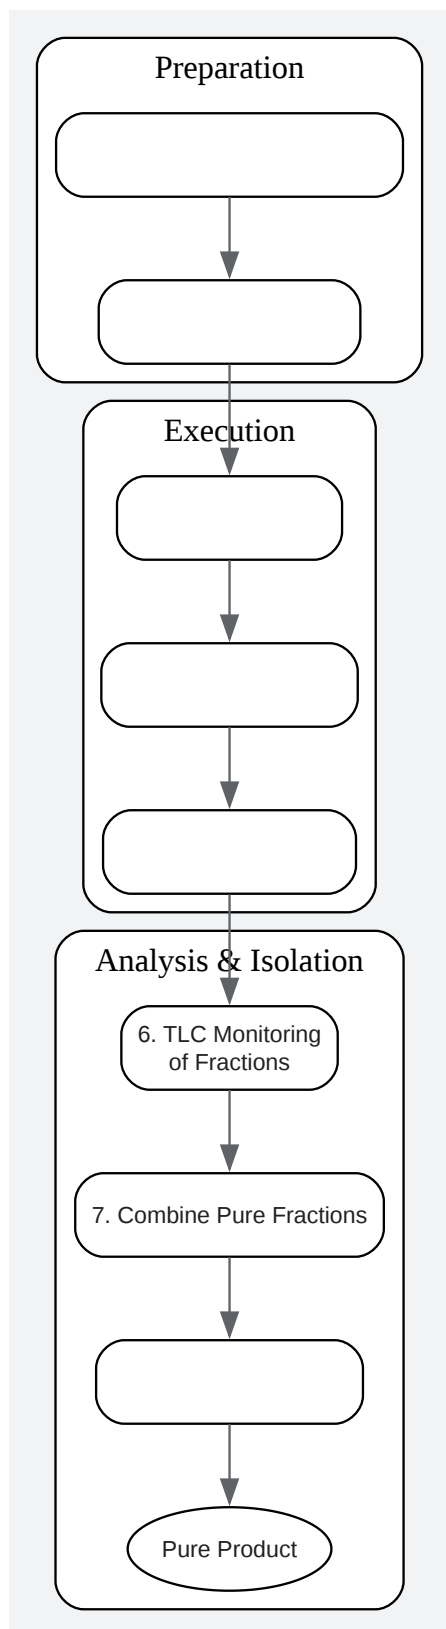 Preparation
Execution
Analysis & Isolation
6. TLC Monitoring
of Fractions
7. Combine Pure Fractions
Pure Product